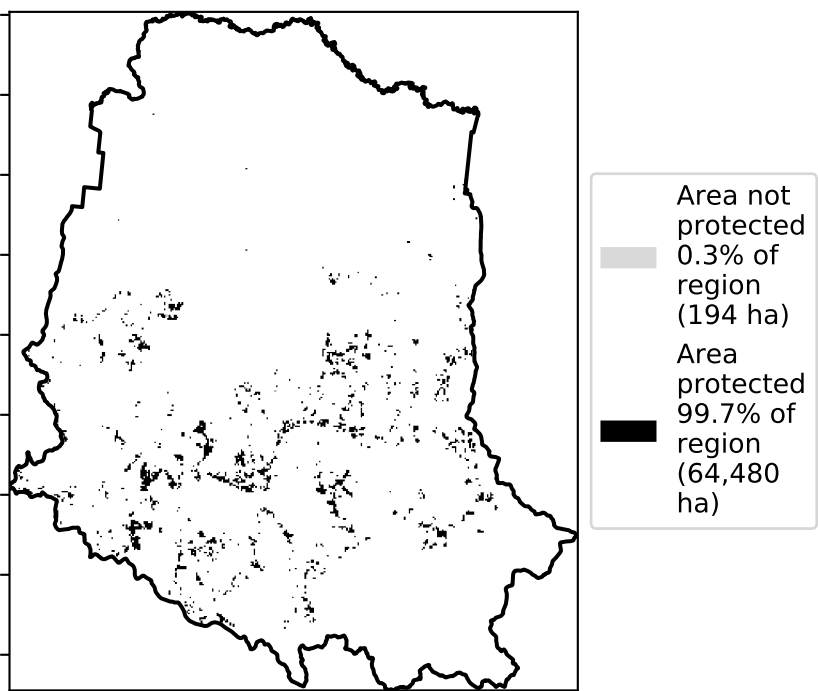 Area not
protected
0.3% of
region
(194 ha)
Area
protected
99.7% of
region
(64,480
ha)